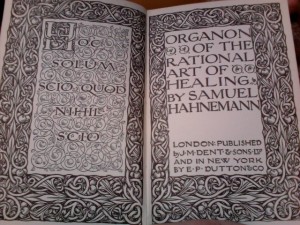 HOC
SOLUM
SCIO QUOD
NIHIL
SCIO
ORGANON
OF THE
RATIONAL
ART OF
HEALING
BY SAMUEL
HAHNEMANN
LONDON: PUBLISHED
by J·M·DENT·&·SONS·LTD
AND IN NEW YORK
BY E·P·DUTTON & CO